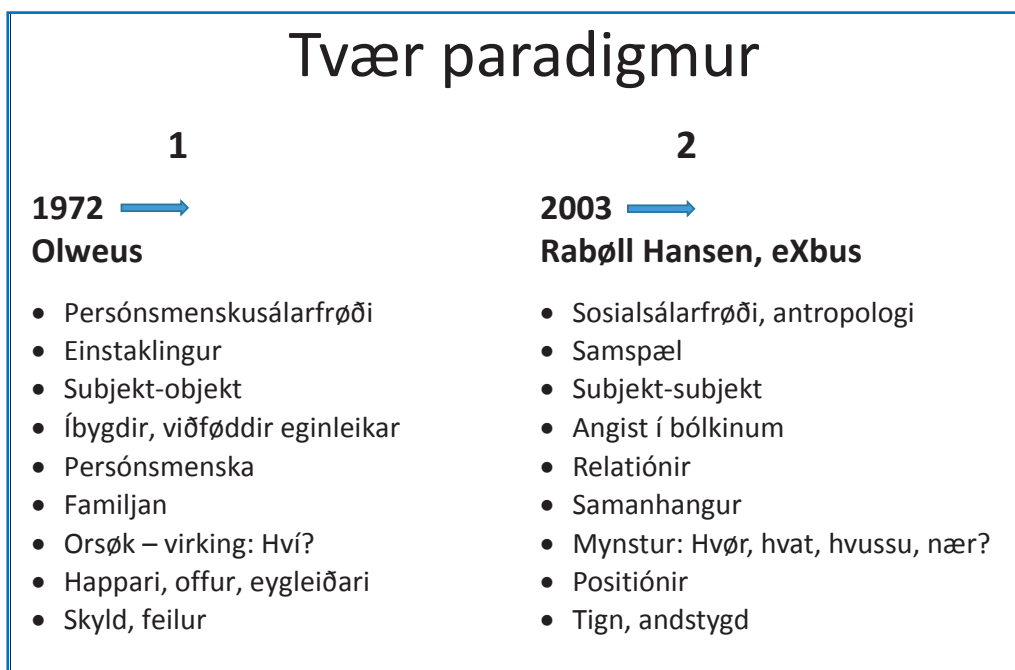 Tvær paradigmur
1
1972
Olweus
• Persónsmenskusálarfrøði
• Einstaklingur
• Subjekt-objekt
• Íbygdir, viðføddir eginleikar
• Persónsmenska
• Familjan
• Orsøk – virking: Hví?
• Happari, offur, eygleiðari
• Skyld, feilur
2
2003
Rabøll Hansen, eXbus
• Sosialsálarfrøði, antropologi
• Samspæl
• Subjekt-subjekt
• Angist í bólkinum
• Relatiónir
• Samanhangur
• Mynstur: Hvør, hvat, hvussu, nær?
• Positiónir
• Tign, andstygd